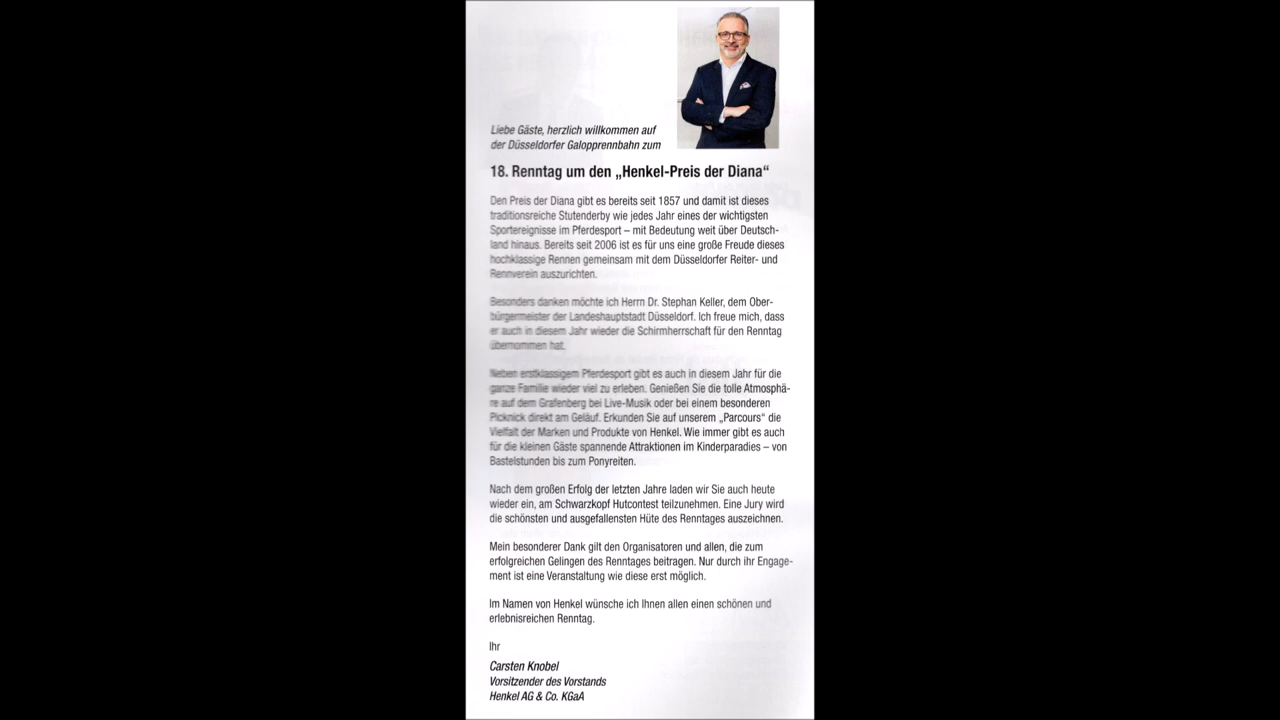 Liebe Gäste, herzlich willkommen auf
der Düsseldorfer Galopprennbahn zum
18. Renntag um den „Henkel-Preis der Diana“
Den Preis der Diana gibt es bereits seit 1857 und damit ist dieses
traditionsreiche Stutenderby wie jedes Jahr eines der wichtigsten
Sportereignisse im Pferdesport – mit Bedeutung weit über Deutsch-
land hinaus. Bereits seit 2006 ist es für uns eine große Freude dieses
hochklassige Rennen gemeinsam mit dem Düsseldorfer Reiter- und
Rennverein auszurichten.
Besonders danken möchte ich Herrn Dr. Stephan Keller, dem Ober-
bürgermeister der Landeshauptstadt Düsseldorf. Ich freue mich, dass
er auch in diesem Jahr wieder die Schirmherrschaft für den Renntag
übernommen hat.
Neben erstklassigem Pferdesport gibt es auch in diesem Jahr für die
ganze Familie wieder viel zu erleben. Genießen Sie die tolle Atmosphä-
re auf dem Grafenberg bei Live-Musik oder bei einem besonderen
Picknick direkt am Geläuf. Erkunden Sie auf unserem „Parcours“ die
Vielfalt der Marken und Produkte von Henkel. Wie immer gibt es auch
für die kleinen Gäste spannende Attraktionen im Kinderparadies – von
Bastelstunden bis zum Ponyreiten.
Nach dem großen Erfolg der letzten Jahre laden wir Sie auch heute
wieder ein, am Schwarzkopf Hutcontest teilzunehmen. Eine Jury wird
die schönsten und ausgefallensten Hüte des Renntages auszeichnen.
Mein besonderer Dank gilt den Organisatoren und allen, die zum
erfolgreichen Gelingen des Renntages beitragen. Nur durch ihr Engage-
ment ist eine Veranstaltung wie diese erst möglich.
Im Namen von Henkel wünsche ich Ihnen allen einen schönen und
erlebnisreichen Renntag.
Ihr
Carsten Knobel
Vorsitzender des Vorstands
Henkel AG & Co. KGaA